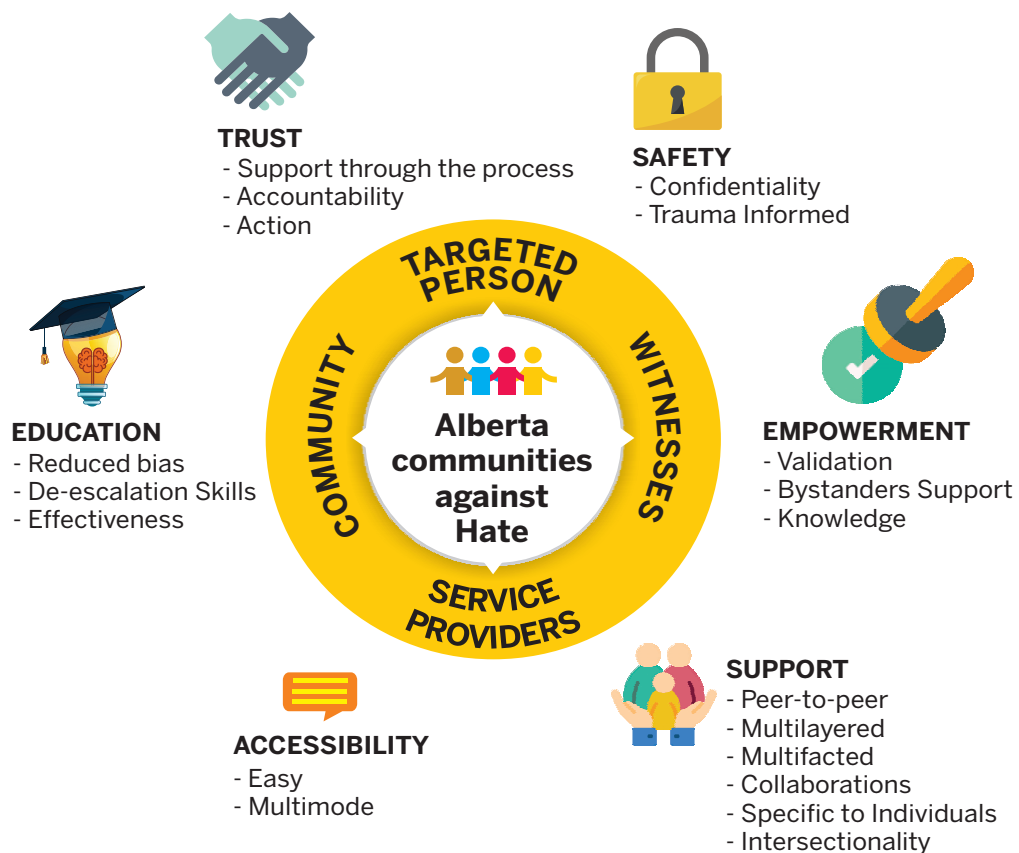 TRUST
- Support through the process
- Accountability
- Action
SAFETY
- Confidentiality
- Trauma Informed
TARGETED
PERSON
COMMUNITY
WITNESSES
SERVICE
PROVIDERS
Alberta
communities
against
Hate
EDUCATION
- Reduced bias
- De-escalation Skills
- Effectiveness
EMPOWERMENT
- Validation
- Bystanders Support
- Knowledge
ACCESSIBILITY
- Easy
- Multimode
SUPPORT
- Peer-to-peer
- Multilayered
- Multifacted
- Collaborations
- Specific to Individuals
- Intersectionality